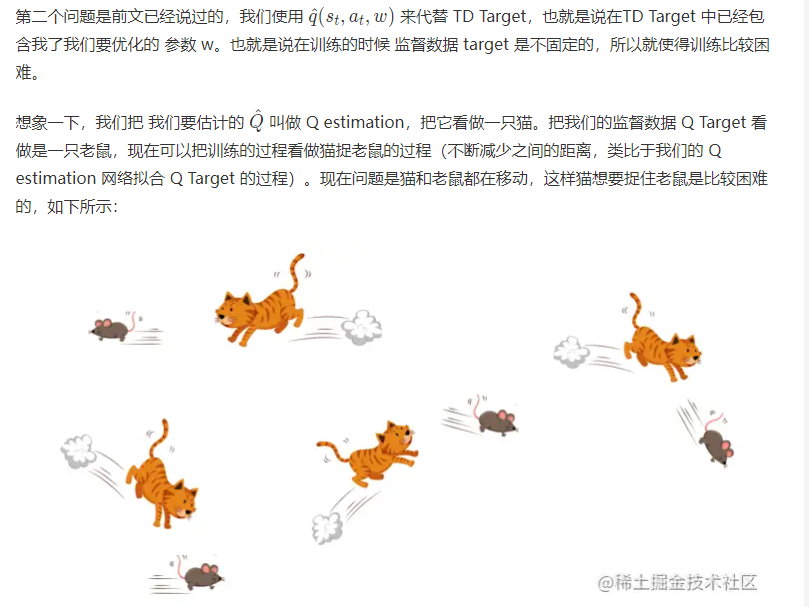 第二个问题是前文已经说过的，我们使用 q̂(sₜ, aₜ, w) 来代替 TD Target，也就是说在TD Target 中已经包
含我了我们要优化的 参数 w。也就是说在训练的时候 监督数据 target 是不固定的，所以就使得训练比较困
难。
想象一下，我们把 我们要估计的 Q̂ 叫做 Q estimation，把它看做一只猫。把我们的监督数据 Q Target 看
做是一只老鼠，现在可以把训练的过程看做猫捉老鼠的过程（不断减少之间的距离，类比于我们的 Q
estimation 网络拟合 Q Target 的过程）。现在问题是猫和老鼠都在移动，这样猫想要捉住老鼠是比较困难
的，如下所示：
@稀土掘金技术社区